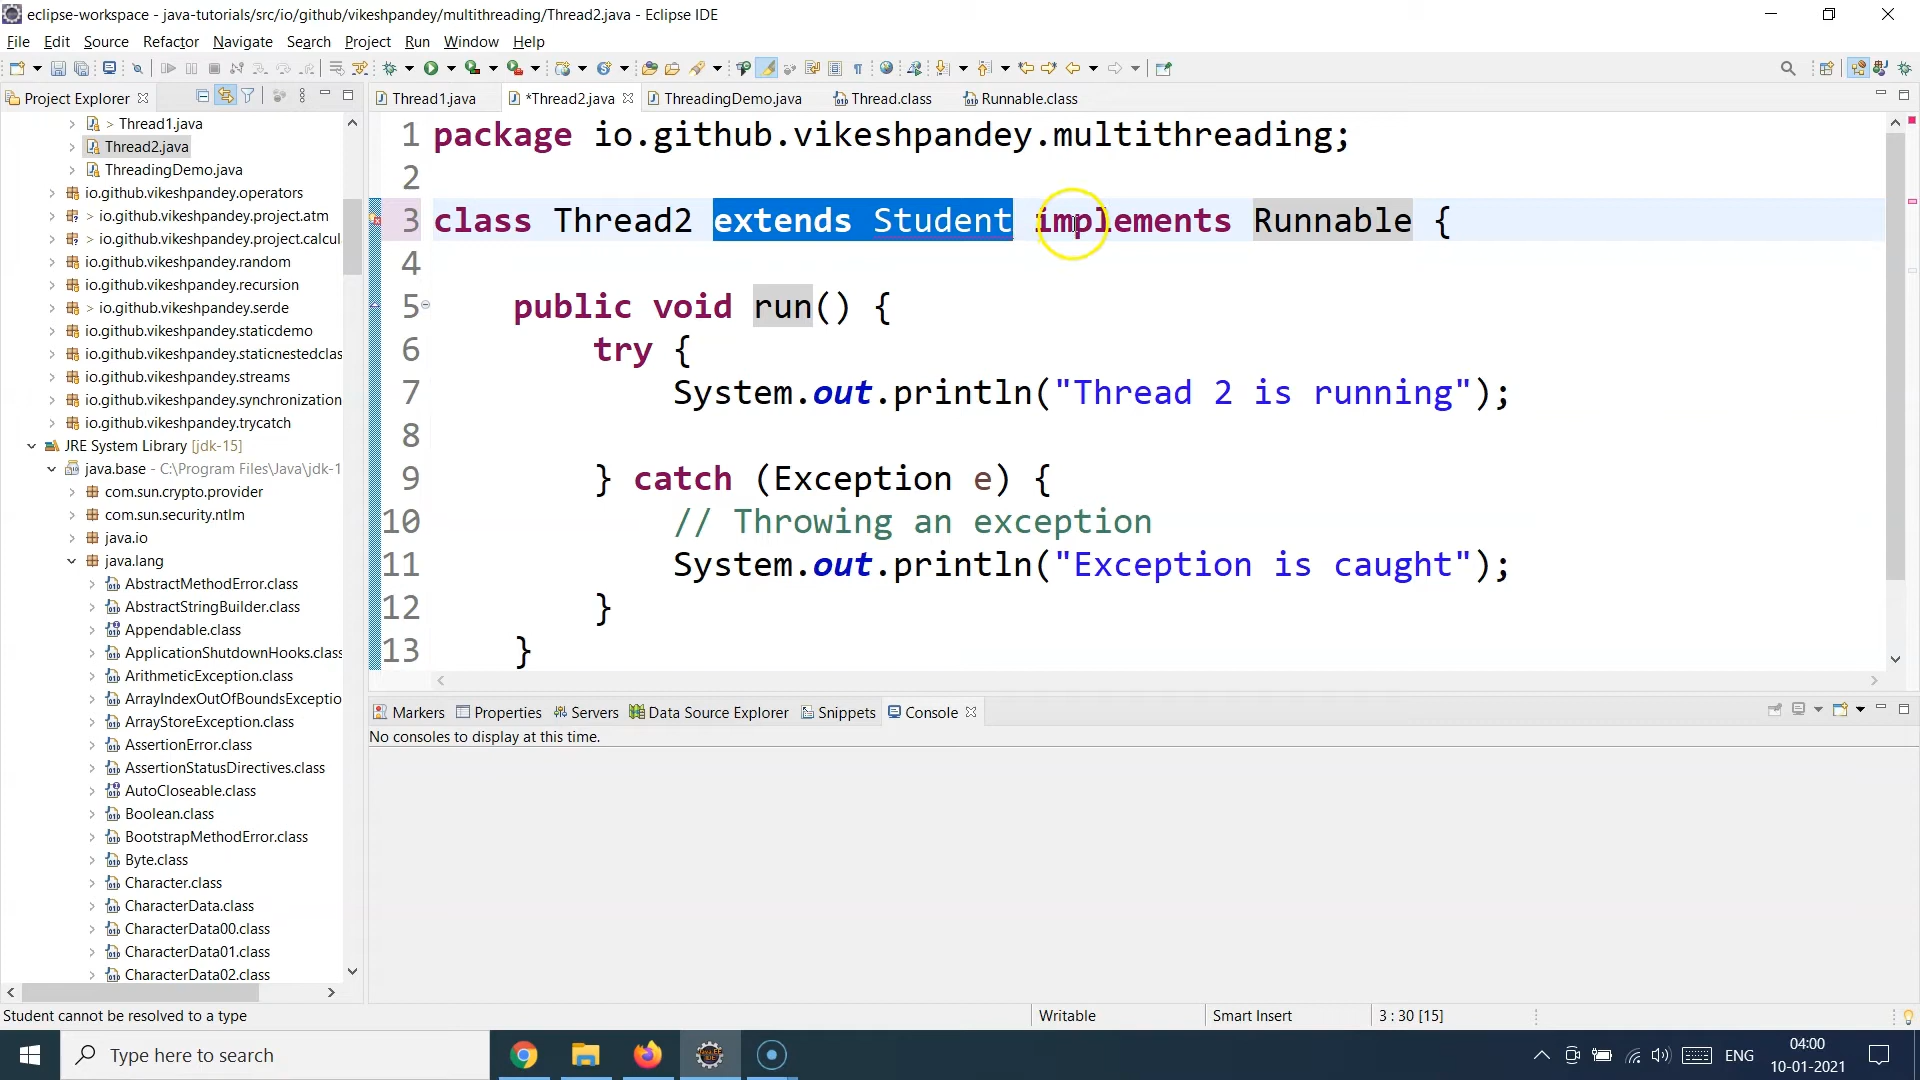 eclipse-workspace - java-tutorials/src/io/github/vikeshpandey/multithreading/Thread2.java - Eclipse IDE
File Edit Source Refactor Navigate Search Project Run Window Help
Project Explorer
Thread1.java *Thread2.java ThreadingDemo.java Thread.class Runnable.class
> Thread1.java
Thread2.java
ThreadingDemo.java
io.github.vikeshpandey.operators
> io.github.vikeshpandey.project.atm
> io.github.vikeshpandey.project.calcul
io.github.vikeshpandey.random
io.github.vikeshpandey.recursion
> io.github.vikeshpandey.serde
io.github.vikeshpandey.staticdemo
io.github.vikeshpandey.staticnestedclas
io.github.vikeshpandey.streams
io.github.vikeshpandey.synchronization
io.github.vikeshpandey.trycatch
JRE System Library [jdk-15]
java.base - C:\Program Files\Java\jdk-1
com.sun.crypto.provider
com.sun.security.ntlm
java.io
java.lang
AbstractMethodError.class
AbstractStringBuilder.class
Appendable.class
ApplicationShutdownHooks.class
ArithmeticException.class
ArrayIndexOutOfBoundsExceptio
ArrayStoreException.class
AssertionError.class
AssertionStatusDirectives.class
AutoCloseable.class
Boolean.class
BootstrapMethodError.class
Byte.class
Character.class
CharacterData.class
CharacterData00.class
CharacterData01.class
CharacterData02.class
1 package io.github.vikeshpandey.multithreading;
2
3 class Thread2 extends Student implements Runnable {
4
5 public void run() {
6 try {
7 System.out.println("Thread 2 is running");
8
9 } catch (Exception e) {
10 // Throwing an exception
11 System.out.println("Exception is caught");
12 }
13 }
Markers Properties Servers Data Source Explorer Snippets Console
No consoles to display at this time.
Student cannot be resolved to a type Writable Smart Insert 3 : 30 [15]
Type here to search
ENG
04:00
10-01-2021